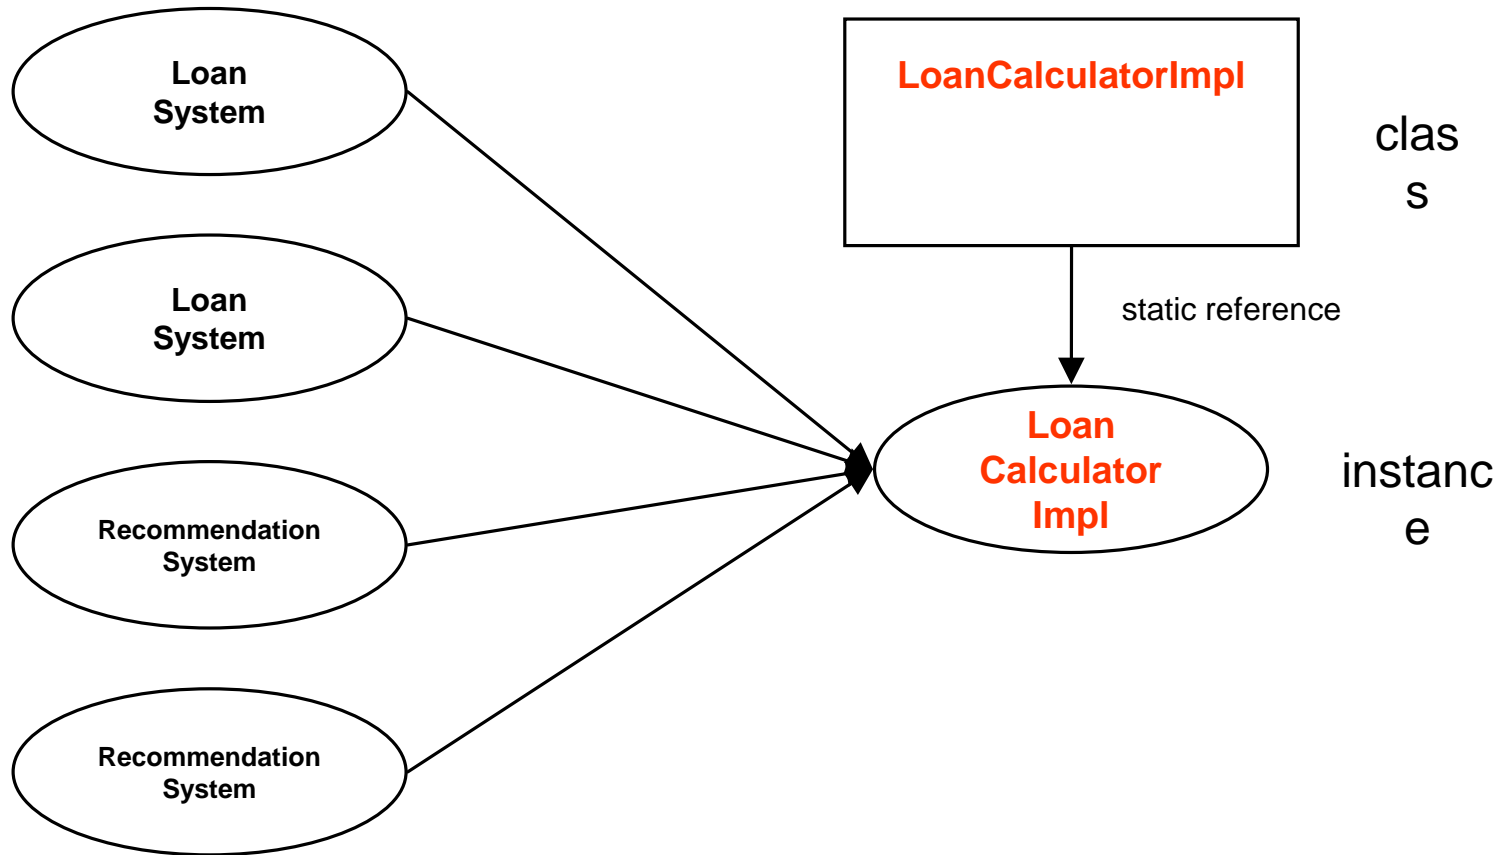 Loan
System
LoanCalculatorImpl
clas
s
Loan
System
static reference
Loan
Calculator
Impl
instanc
e
Recommendation
System
Recommendation
System